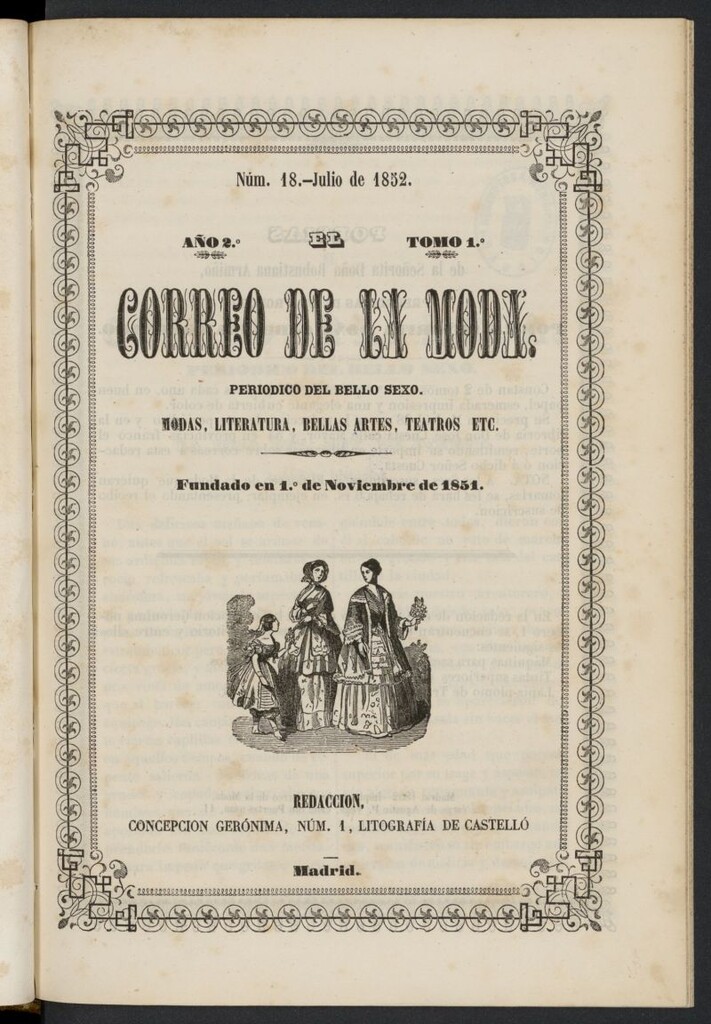 Núm. 18.—Julio de 1852.
AÑO 2.º EL TOMO 1.º
CORREO DE LA MODA.
PERIODICO DEL BELLO SEXO.
MODAS, LITERATURA, BELLAS ARTES, TEATROS ETC.
Fundado en 1.º de Noviembre de 1851.
REDACCION,
CONCEPCION GERÓNIMA, NÚM. 1, LITOGRAFÍA DE CASTELLÓ
Madrid.